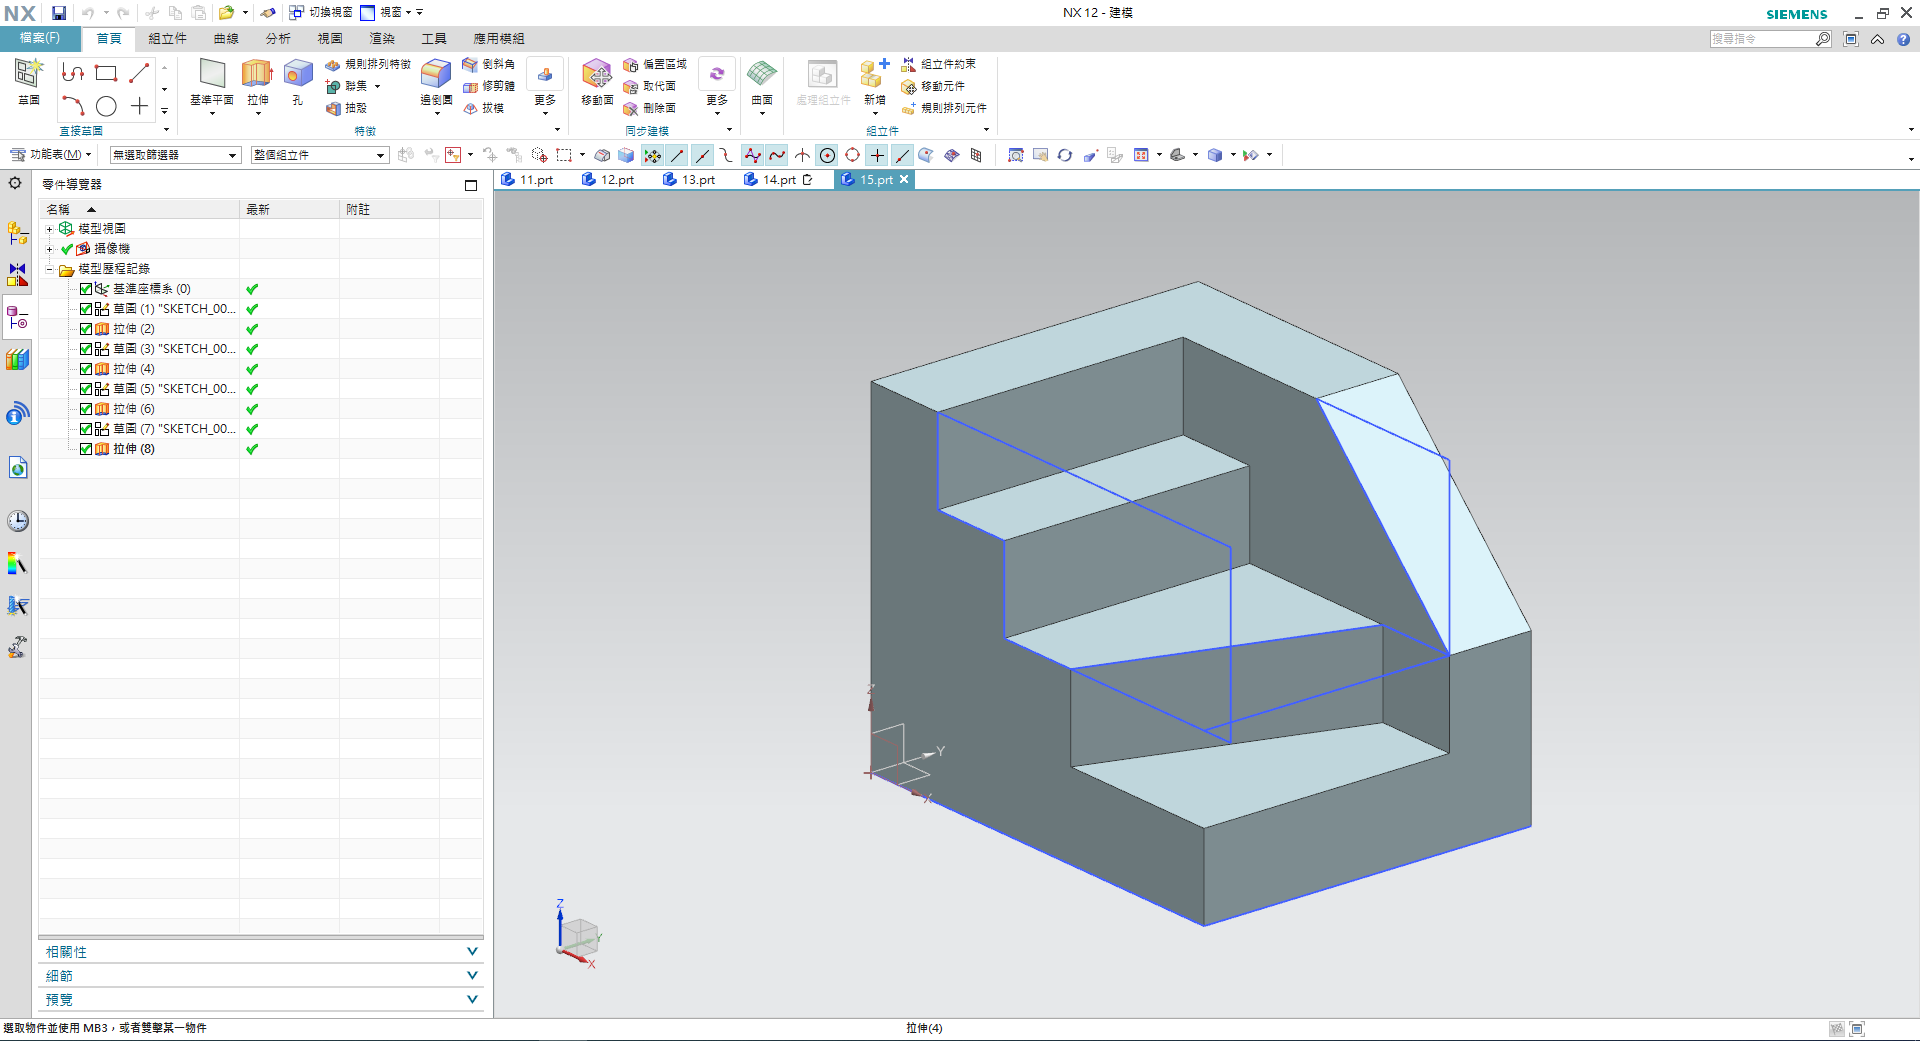 NX 切換視窗 視窗 NX 12 - 建模 SIEMENS
檔案(F) 首頁 組立件 曲線 分析 視圖 渲染 工具 應用模組 搜尋指令
草圖 基準平面 拉伸 孔 規則排列特徵 聯集 抽殼 邊倒圓 倒斜角 修剪體 拔模 更多 移動面 偏置區域 取代面 刪除面 更多 曲面 處理組立件 新增 組立件約束 移動元件 規則排列元件
直接草圖 特徵 同步建模 組立件
功能表(M) 無選取篩選器 整個組立件
零件導覽器 11.prt 12.prt 13.prt 14.prt 15.prt
名稱 最新 附註
模型視圖
攝像機
模型歷程記錄
基準座標系 (0)
草圖 (1) "SKETCH_00...
拉伸 (2)
草圖 (3) "SKETCH_00...
拉伸 (4)
草圖 (5) "SKETCH_00...
拉伸 (6)
草圖 (7) "SKETCH_00...
拉伸 (8)
Z
Y
X
Z
Y
X
相關性
細節
預覽
選取物件並使用 MB3，或者雙擊某一物件 拉伸(4)